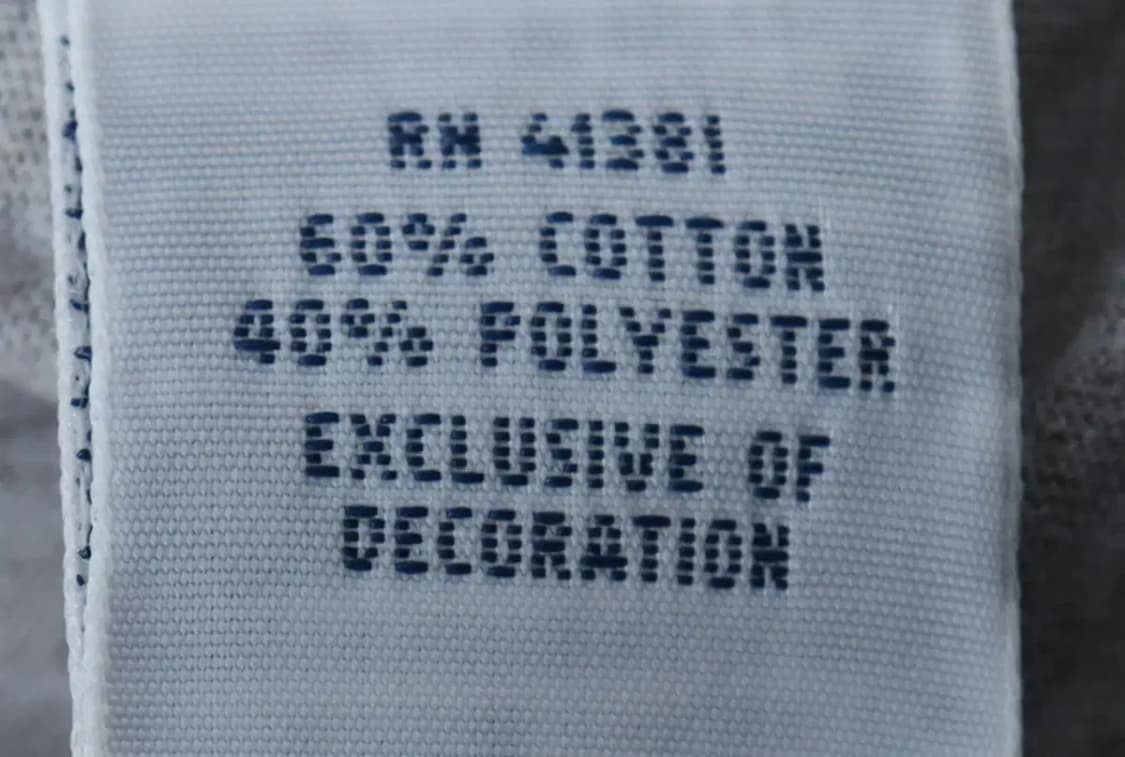 RN 41381
60% COTTON
40% POLYESTER
EXCLUSIVE OF
DECORATION